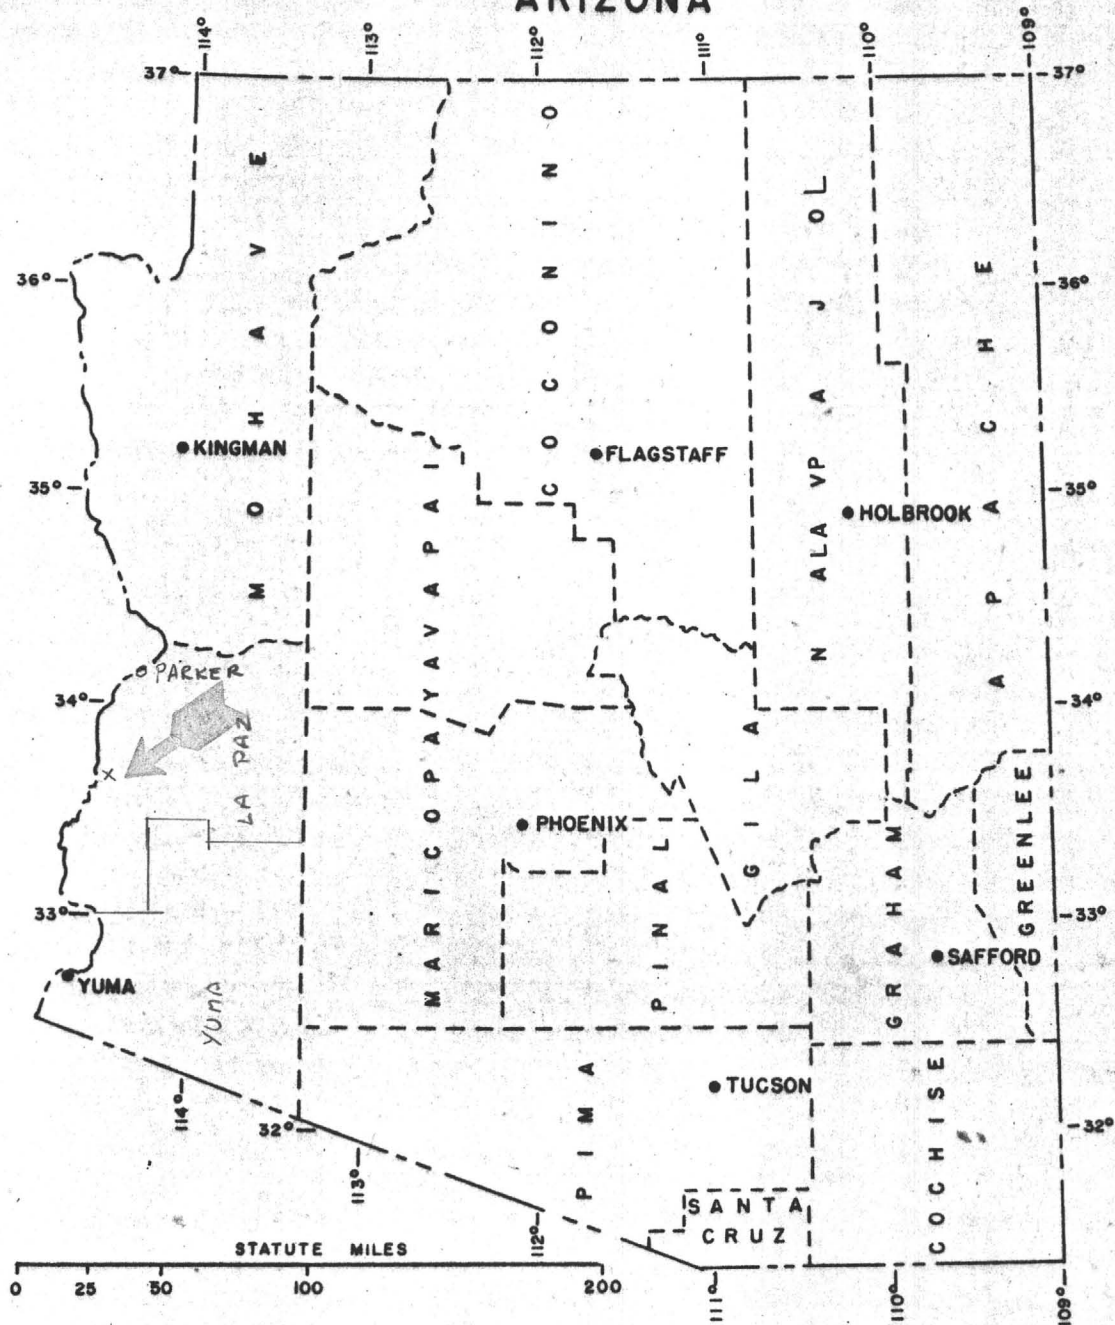 ARIZONA
114° 113° 112° 111° 110° 109°
37° 37°
MOHAVE
COCONINO
N ALA VP A J O L
APACHE
36° 36°
KINGMAN
FLAGSTAFF
35° 35°
HOLBROOK
YAVAPAI
PARKER
34° 34°
LA PAZ
GILA
GREENLEE
MARICOPA
PHOENIX
PINAL
GRAHAM
33° 33°
SAFFORD
YUMA
YUMA
TUCSON
PIMA
COCHISE
114°
32° 32°
113°
SANTA
CRUZ
112°
STATUTE MILES
0 25 50 100 200
111° 110° 109°
X